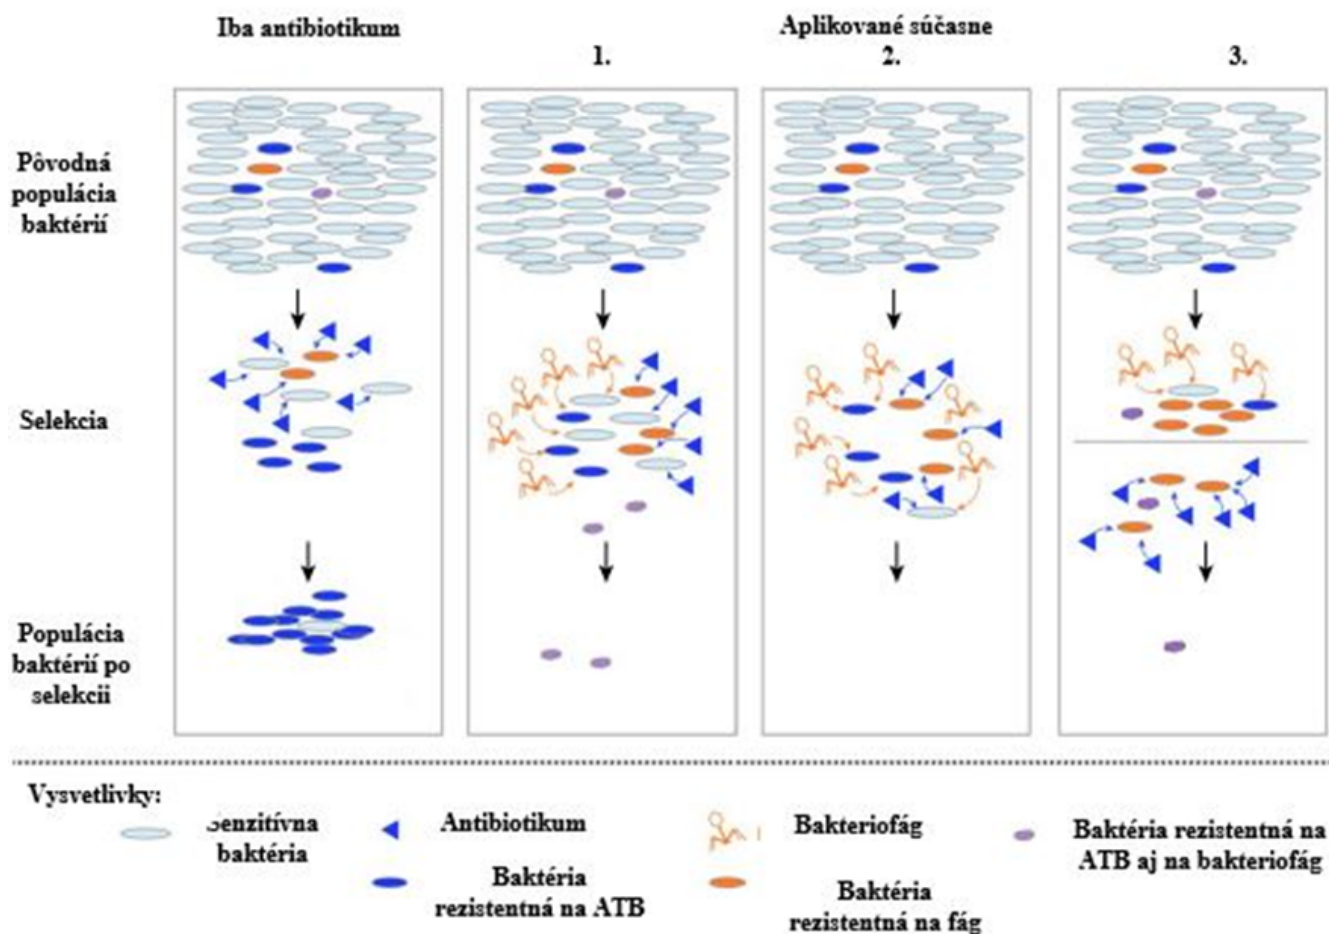 Iba antibiotikum
Aplikované súčasne
1.
2.
3.
Pôvodná
populácia
baktérií
Selekcia
Populácia
baktérií po
selekcii
Vysvetlivky:
Senzitívna
baktéria
Antibiotikum
Baktéria
rezistentná na ATB
Bakteriofág
Baktéria
rezistentná na fág
Baktéria rezistentná na
ATB aj na bakteriofág